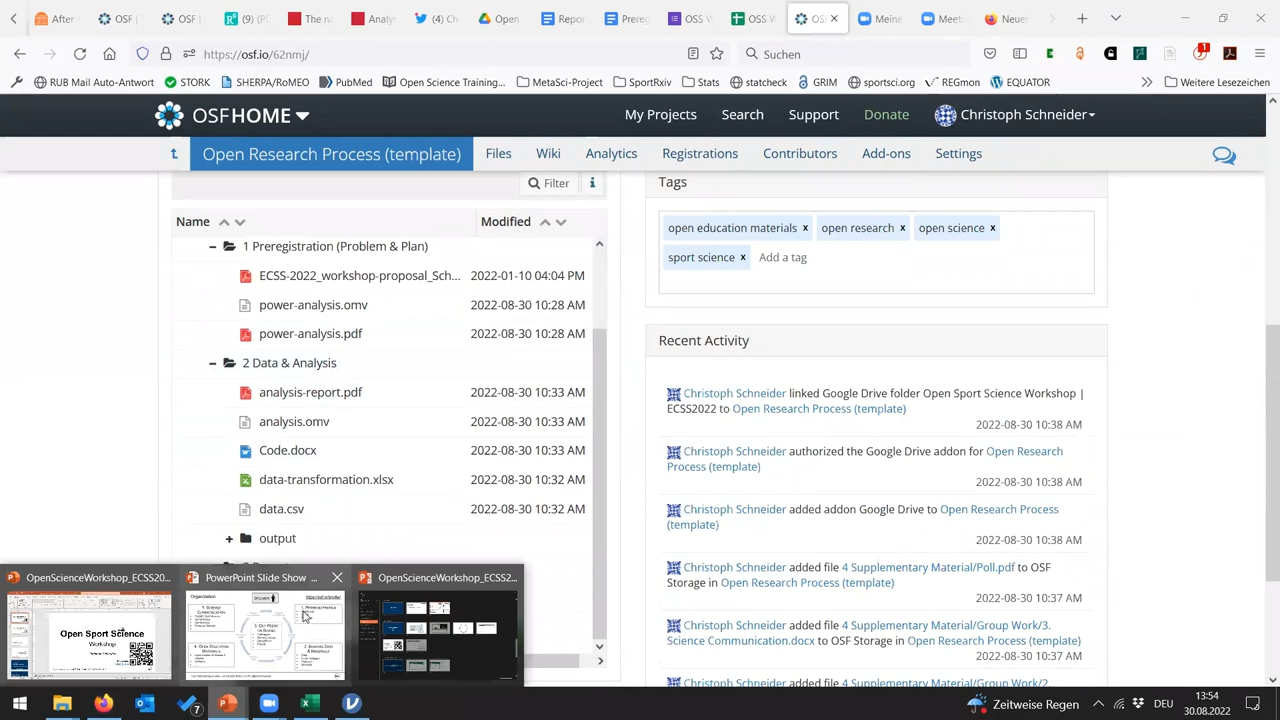 After
OSF
OSF
(9) (P
The na
Analys
(4) Ch
Open
Repor
Prereg
OSS W
OSS W
OSF
Meine
Meetz
Neuer
https://osf.io/62nmj/
Suchen
1
RUB Mail Auto-Antwort
STORK
SHERPA/RoMEO
PubMed
Open Science Training...
MetaSci-Project
SportRxiv
Stats
statcheck
GRIM
sportsci.org
REGmon
EQUATOR
Weitere Lesezeichen
OSFHOME
My Projects
Search
Support
Donate
Christoph Schneider
Open Research Process (template)
Files
Wiki
Analytics
Registrations
Contributors
Add-ons
Settings
Filter
Name
Modified
1 Preregistration (Problem & Plan)
ECSS-2022_workshop-proposal_Sch... 2022-01-10 04:04 PM
power-analysis.omv 2022-08-30 10:28 AM
power-analysis.pdf 2022-08-30 10:28 AM
2 Data & Analysis
analysis-report.pdf 2022-08-30 10:33 AM
analysis.omv 2022-08-30 10:33 AM
Code.docx 2022-08-30 10:33 AM
data-transformation.xlsx 2022-08-30 10:32 AM
data.csv 2022-08-30 10:32 AM
output
Tags
open education materials x open research x open science x
sport science x Add a tag
Recent Activity
Christoph Schneider linked Google Drive folder Open Sport Science Workshop |
ECSS2022 to Open Research Process (template)
2022-08-30 10:38 AM
Christoph Schneider authorized the Google Drive addon for Open Research
Process (template)
2022-08-30 10:38 AM
Christoph Schneider added addon Google Drive to Open Research Process
(template)
2022-08-30 10:38 AM
Christoph Schneider added file 4 Supplementary Material/Poll.pdf to OSF
Storage in Open Research Process (template)
2022-08-30 10:37 AM
Christoph Schneider added file 4 Supplementary Material/Group Work/3.
Science Communication.docx to OSF Storage in Open Research Process (template)
2022-08-30 10:37 AM
Christoph Schneider added file 4 Supplementary Material/Group Work/2.
OpenScienceWorkshop_ECSS20...
PowerPoint Slide Show ...
OpenScienceWorkshop_ECSS2...
Open Sport Science
Workshop
Organization
7
Zeitweise Regen
DEU
13:54
30.08.2022